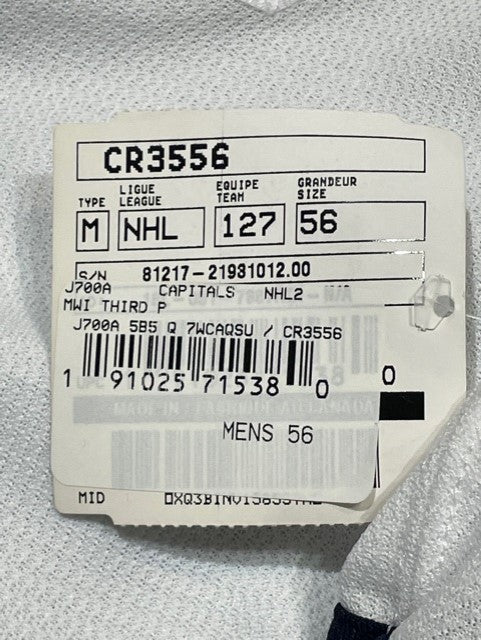 CR3556
TYPE LIGUE LEAGUE EQUIPE TEAM GRANDEUR SIZE
M NHL 127 56
S/N 81217-21931012.00
J700A CAPITALS NHL2
MWI THIRD P
J700A 5B5 Q 7WCAQSU / CR3556
1 91025 71538 0 0
MENS 56
MID